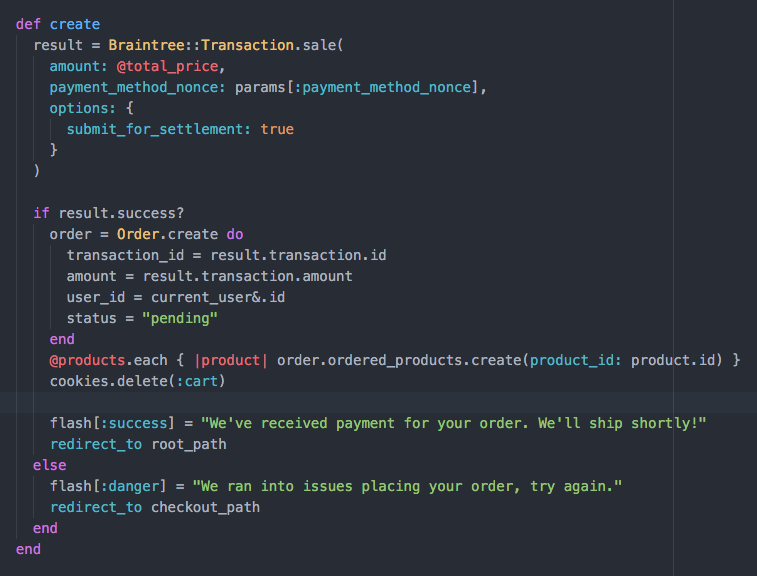 def create
  result = Braintree::Transaction.sale(
    amount: @total_price,
    payment_method_nonce: params[:payment_method_nonce],
    options: {
      submit_for_settlement: true
    }
  )

  if result.success?
    order = Order.create do
      transaction_id = result.transaction.id
      amount = result.transaction.amount
      user_id = current_user&.id
      status = "pending"
    end
    @products.each { |product| order.ordered_products.create(product_id: product.id) }
    cookies.delete(:cart)

    flash[:success] = "We've received payment for your order. We'll ship shortly!"
    redirect_to root_path
  else
    flash[:danger] = "We ran into issues placing your order, try again."
    redirect_to checkout_path
  end
end